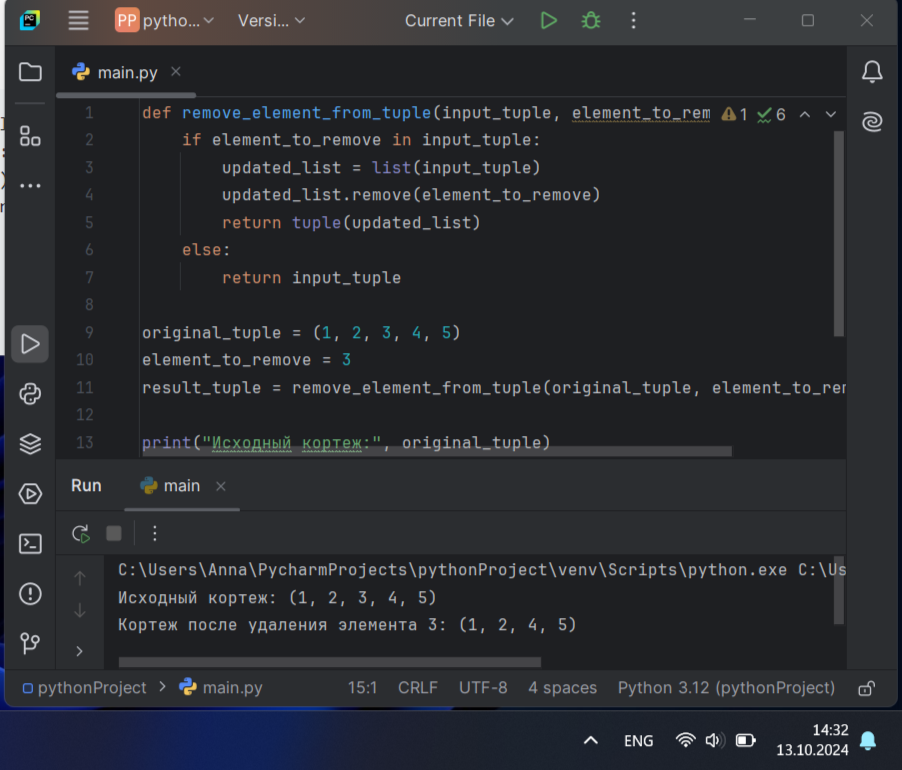 PP pytho... Versi... Current File
main.py
1 def remove_element_from_tuple(input_tuple, element_to_rem 1 6
2 if element_to_remove in input_tuple:
3 updated_list = list(input_tuple)
4 updated_list.remove(element_to_remove)
5 return tuple(updated_list)
6 else:
7 return input_tuple
8
9 original_tuple = (1, 2, 3, 4, 5)
10 element_to_remove = 3
11 result_tuple = remove_element_from_tuple(original_tuple, element_to_rem
12
13 print("Исходный кортеж:", original_tuple)
Run main
C:\Users\Anna\PycharmProjects\pythonProject\venv\Scripts\python.exe C:\Us
Исходный кортеж: (1, 2, 3, 4, 5)
Кортеж после удаления элемента 3: (1, 2, 4, 5)
pythonProject main.py 15:1 CRLF UTF-8 4 spaces Python 3.12 (pythonProject)
ENG 14:32
13.10.2024